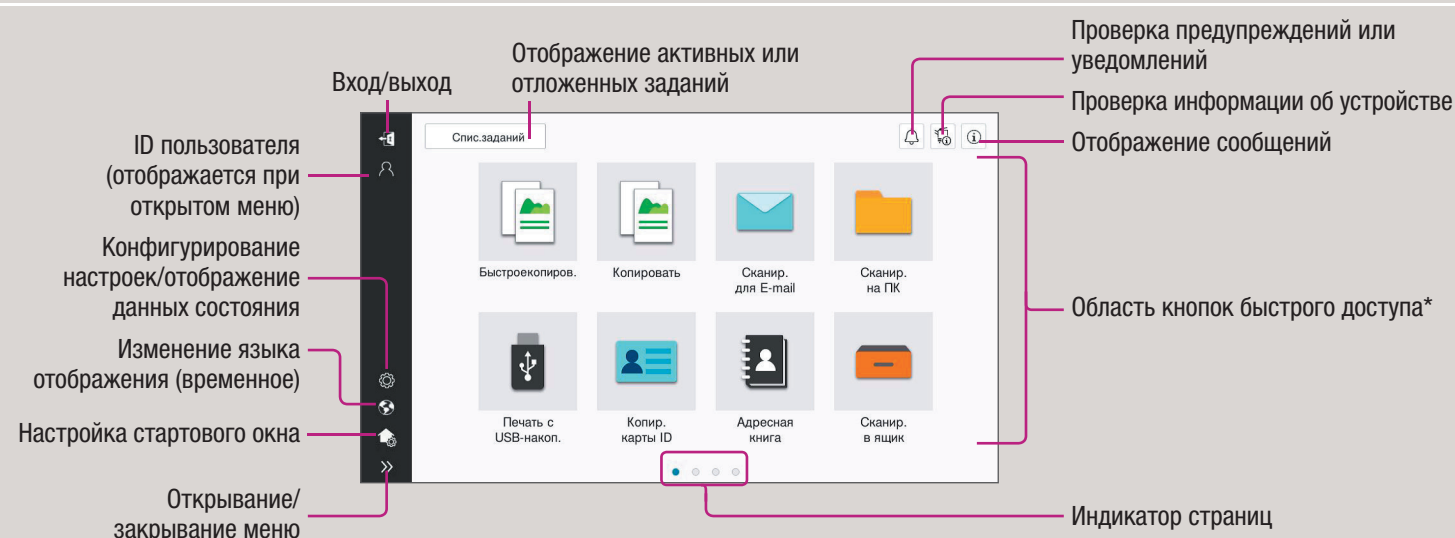 Проверка предупреждений или
уведомлений
Отображение активных или
отложенных заданий
Вход/выход
Проверка информации об устройстве
Отображение сообщений
ID пользователя
(отображается при
открытом меню)
Конфигурирование
настроек/отображение
данных состояния
Изменение языка
отображения (временное)
Настройка стартового окна
Открывание/
закрывание меню
Спис.заданий
Быстроекопиров.
Копировать
Сканир.
для E-mail
Сканир.
на ПК
Печать с
USB-накоп.
Копир.
карты ID
Адресная
книга
Сканир.
в ящик
Область кнопок быстрого доступа*
Индикатор страниц